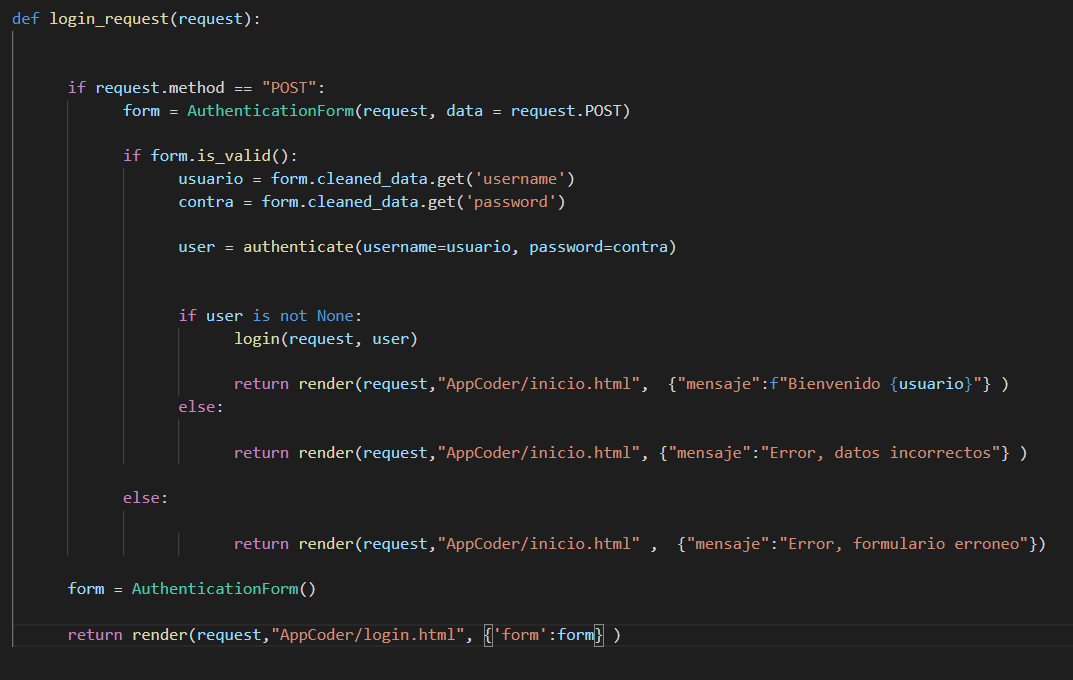 def login_request(request):
if request.method == "POST":
form = AuthenticationForm(request, data = request.POST)
if form.is_valid():
usuario = form.cleaned_data.get('username')
contra = form.cleaned_data.get('password')
user = authenticate(username=usuario, password=contra)
if user is not None:
login(request, user)
return render(request,"AppCoder/inicio.html",  {"mensaje":f"Bienvenido {usuario}"} )
else:
return render(request,"AppCoder/inicio.html", {"mensaje":"Error, datos incorrectos"} )
else:
return render(request,"AppCoder/inicio.html" ,  {"mensaje":"Error, formulario erroneo"})
form = AuthenticationForm()
return render(request,"AppCoder/login.html", {'form':form} )